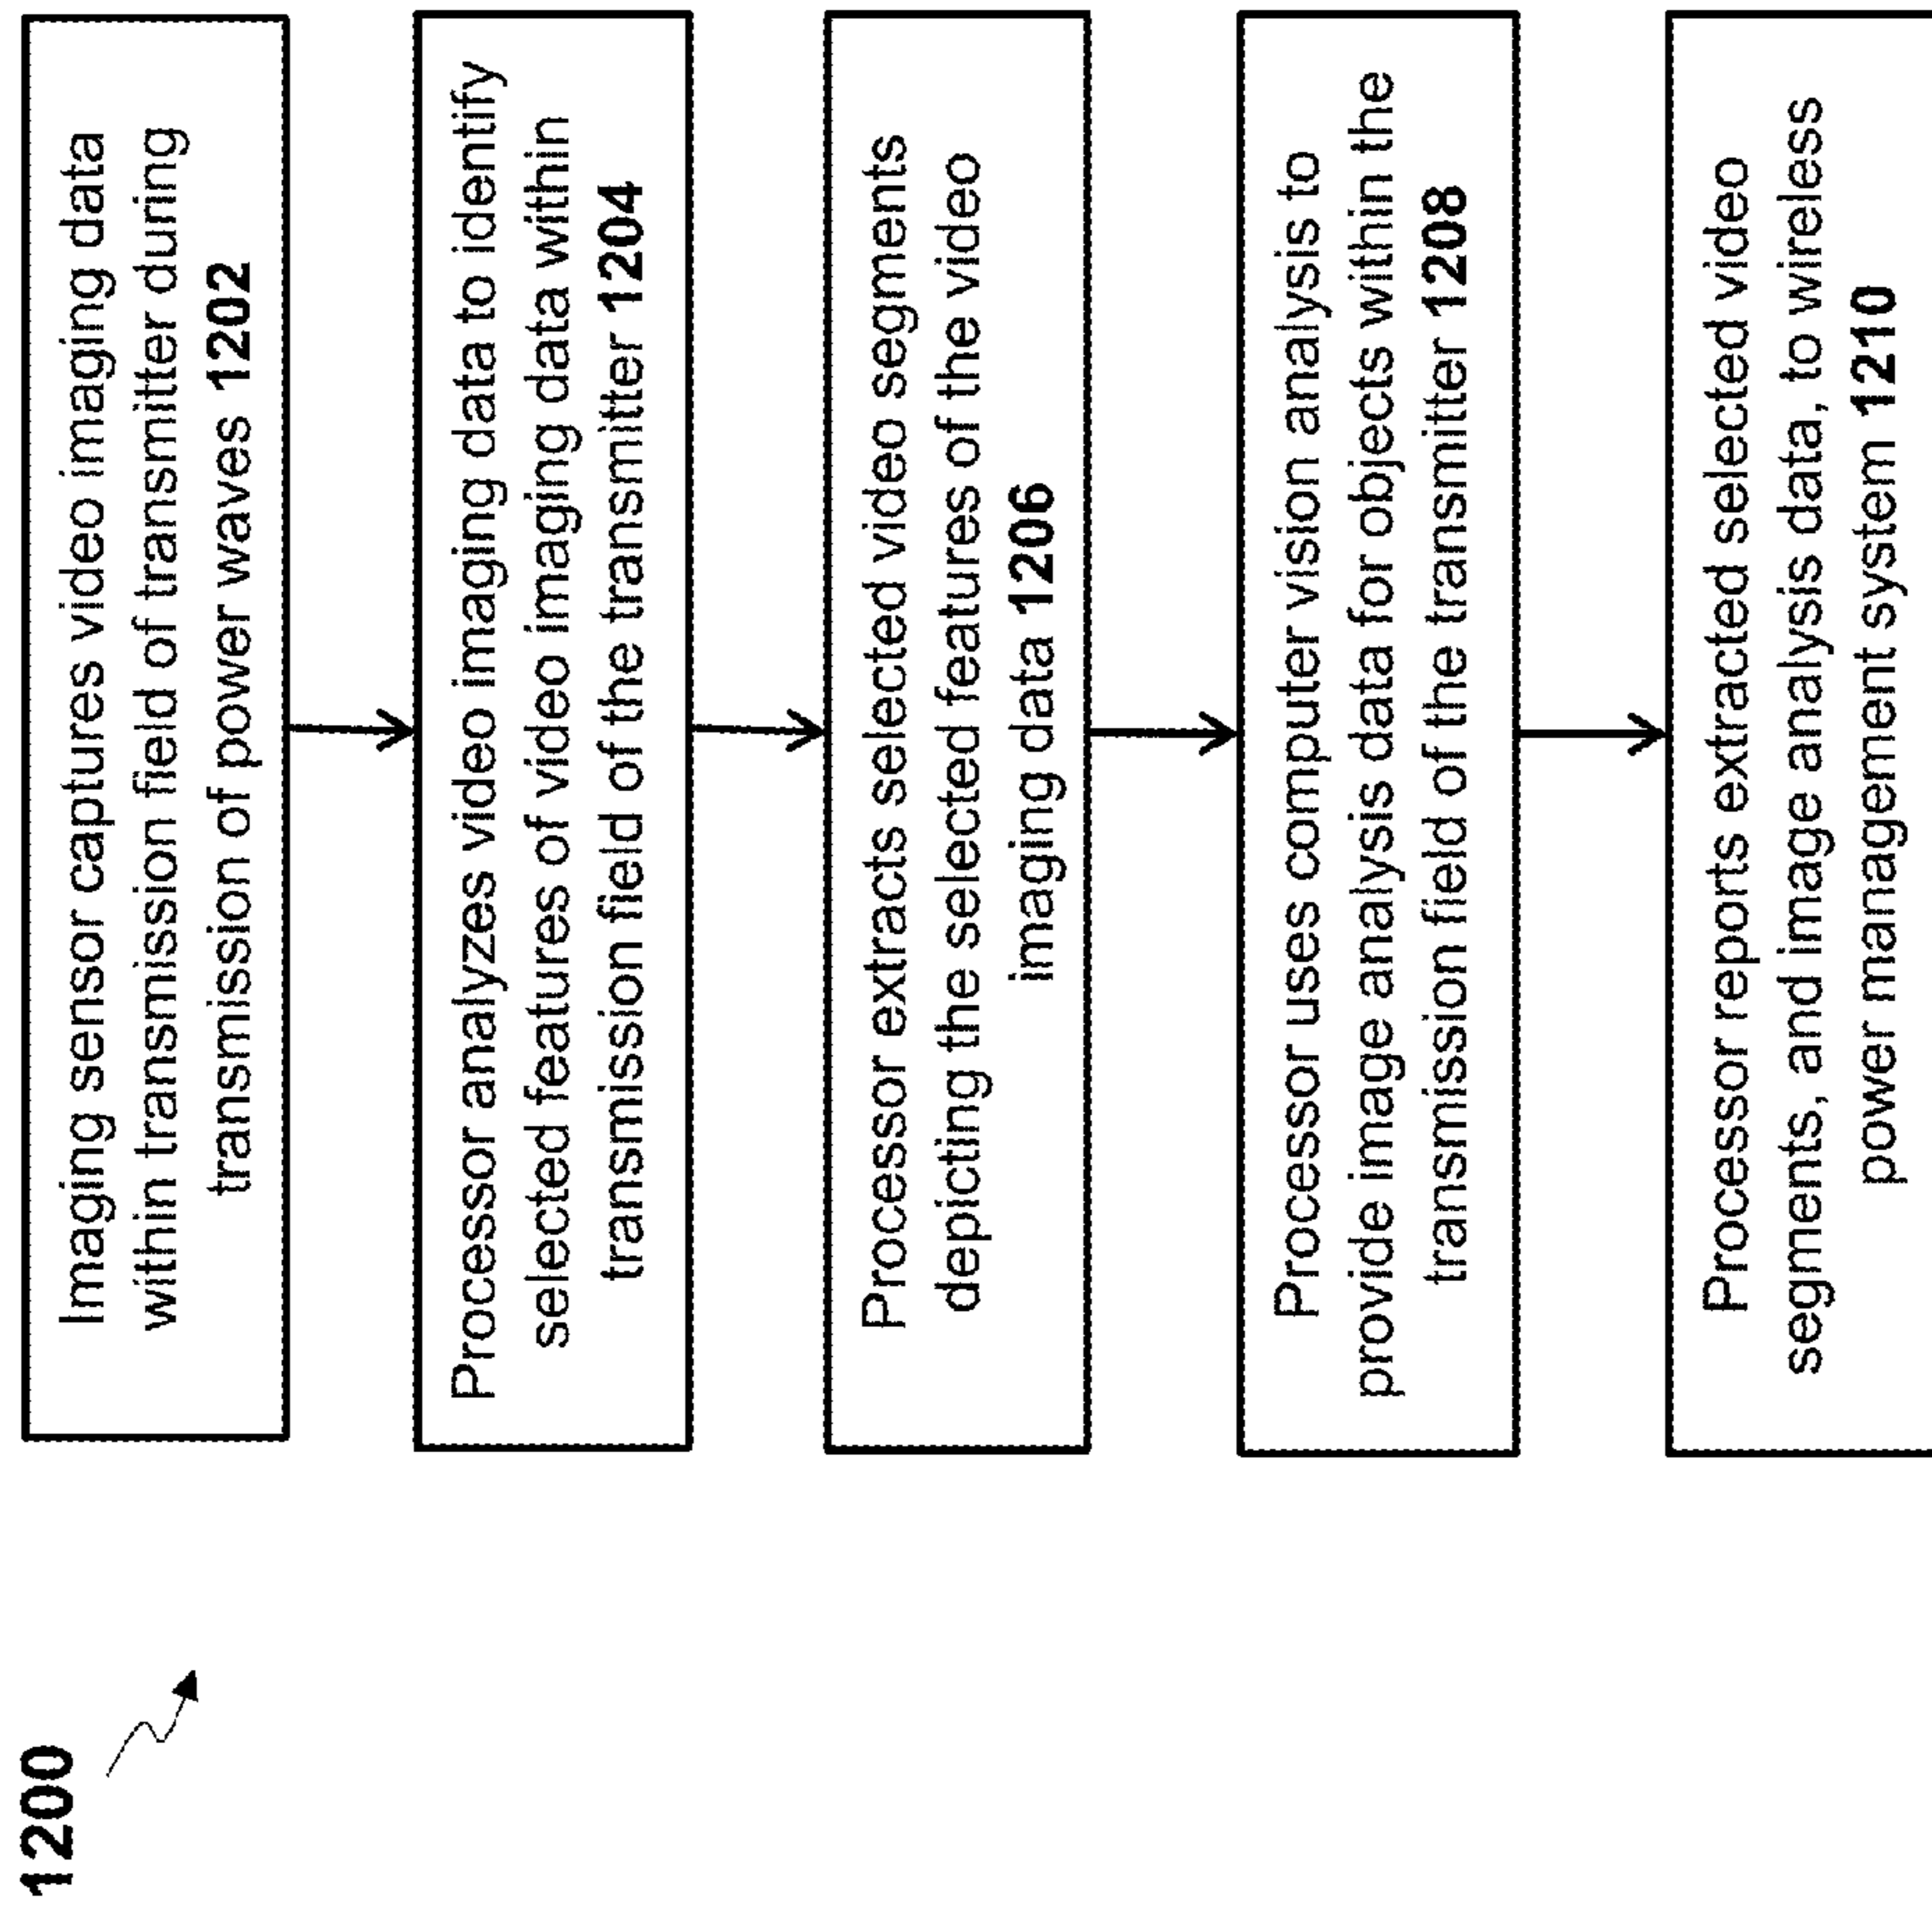 1200
Imaging sensor captures video imaging data
within transmission field of transmitter during
transmission of power waves 1202
Processor analyzes video imaging data to identify
selected features of video imaging data within
transmission field of the transmitter 1204
Processor extracts selected video segments
depicting the selected features of the video
imaging data 1206
Processor uses computer vision analysis to
provide image analysis data for objects within the
transmission field of the transmitter 1208
Processor reports extracted selected video
segments, and image analysis data, to wireless
power management system 1210